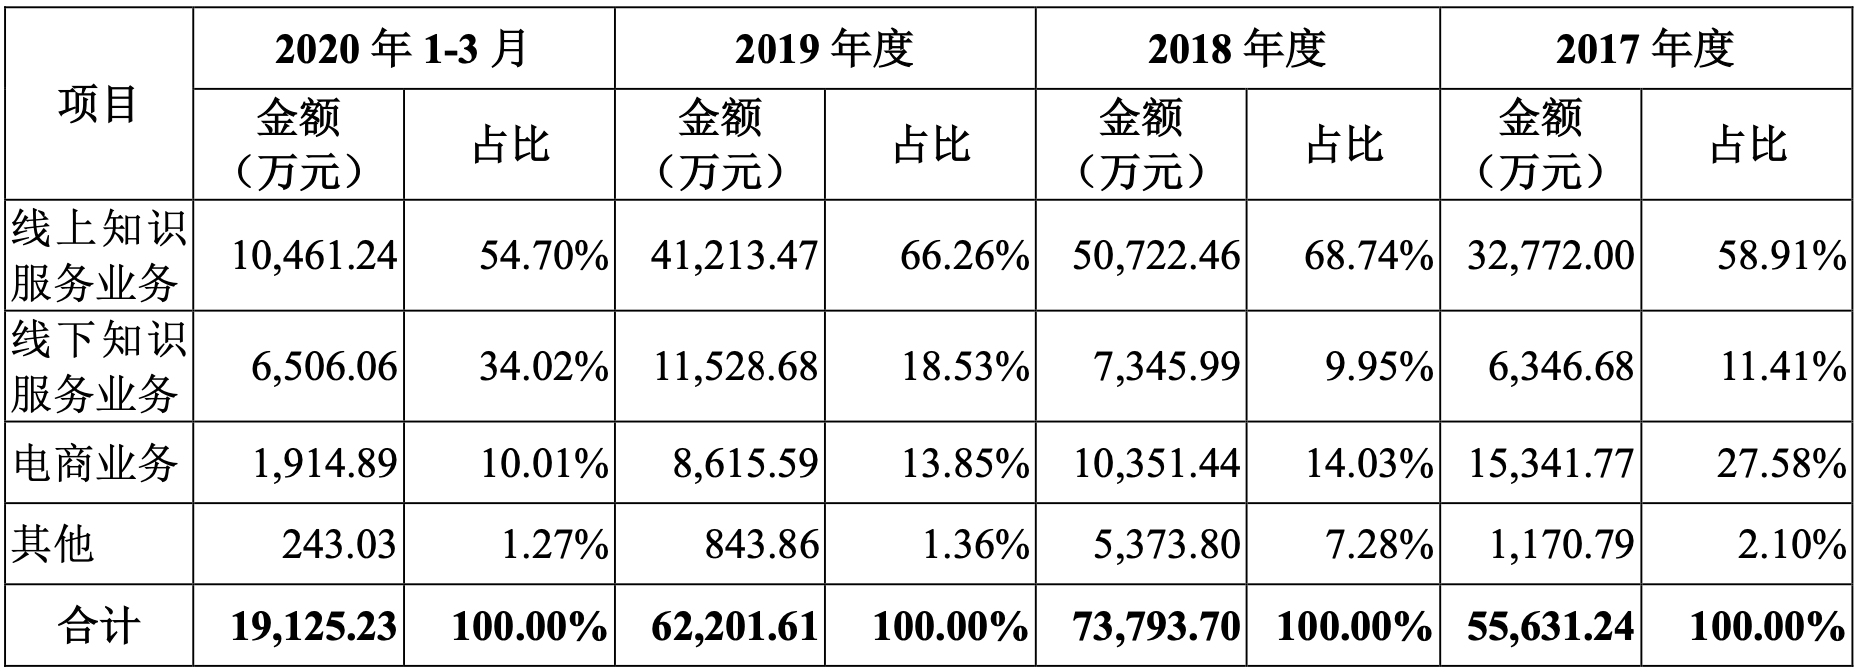 项目 2020 年 1-3 月 2019 年度 2018 年度 2017 年度
金额 占比 金额 占比 金额 占比 金额 占比
（万元） （万元） （万元） （万元）
线上知识
服务业务 10,461.24 54.70% 41,213.47 66.26% 50,722.46 68.74% 32,772.00 58.91%
线下知识
服务业务 6,506.06 34.02% 11,528.68 18.53% 7,345.99 9.95% 6,346.68 11.41%
电商业务 1,914.89 10.01% 8,615.59 13.85% 10,351.44 14.03% 15,341.77 27.58%
其他 243.03 1.27% 843.86 1.36% 5,373.80 7.28% 1,170.79 2.10%
合计 19,125.23 100.00% 62,201.61 100.00% 73,793.70 100.00% 55,631.24 100.00%